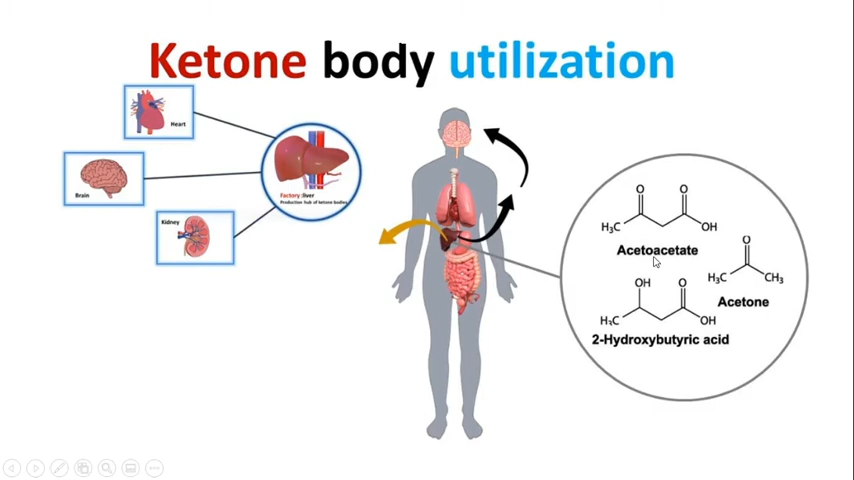 Ketone body utilization
Heart
Brain
Kidney
Factory :liver
Production hub of ketone bodies
O
O
H₃C
OH
Acetoacetate
O
H₃C
CH₃
Acetone
OH
O
H₃C
OH
2-Hydroxybutyric acid